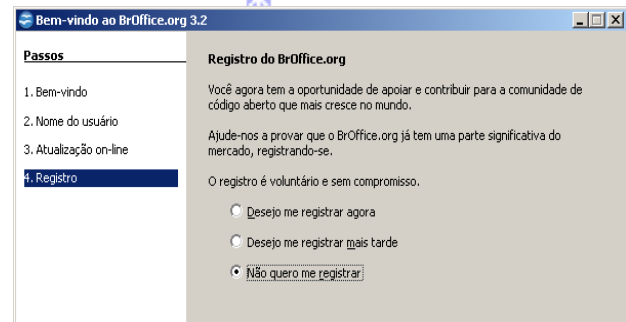 Bem-vindo ao BrOffice.org 3.2
Passos
1. Bem-vindo
2. Nome do usuário
3. Atualização on-line
4. Registro
Registro do BrOffice.org
Você agora tem a oportunidade de apoiar e contribuir para a comunidade de
código aberto que mais cresce no mundo.
Ajude-nos a provar que o BrOffice.org já tem uma parte significativa do
mercado, registrando-se.
O registro é voluntário e sem compromisso.
Desejo me registrar agora
Desejo me registrar mais tarde
Não quero me registrar